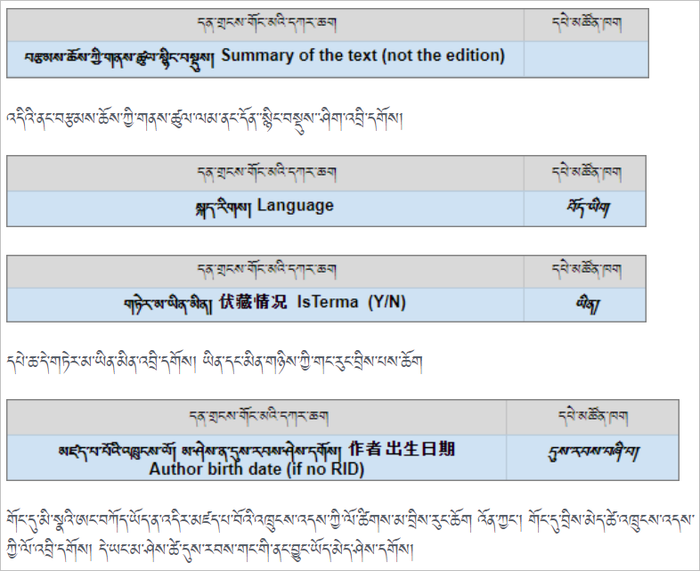 དན་གྲངས་གོང་མའི་དཀར་ཆག དཔེ་མཚོན་ཁག
བརྩམས་ཆོས་ཀྱི་གནས་ཚུལ་སྙིང་བསྡུས། Summary of the text (not the edition)
འདིའི་ནང་བརྩམས་ཆོས་ཀྱི་གནས་ཚུལ་ལམ་ནང་དོན་སྙིང་བསྡུས་ཤིག་འབྲི་དགོས།
དན་གྲངས་གོང་མའི་དཀར་ཆག དཔེ་མཚོན་ཁག
སྐད་རིགས། Language བོད་ཡིག
དན་གྲངས་གོང་མའི་དཀར་ཆག དཔེ་མཚོན་ཁག
གཏེར་མ་ཡིན་མིན། 伏藏情况 IsTerma (Y/N) ཡིན།
དཔེ་ཆ་དེ་གཏེར་མ་ཡིན་མིན་འབྲི་དགོས། ཡིན་དང་མིན་གཉིས་ཀྱི་གང་རུང་བྲིས་པས་ཆོག
དན་གྲངས་གོང་མའི་དཀར་ཆག དཔེ་མཚོན་ཁག
མཛད་པ་པོའི་འཁྲུངས་ལོ། མ་ཤེས་ན་དུས་རབས་ཤེས་དགོས། 作者出生日期 དུས་རབས་བཞི་བ།
Author birth date (if no RID)
གོང་དུ་མི་སྣའི་ཨང་བཀོད་ཡོད་ན་འདིར་མཛད་པ་པོའི་འཁྲུངས་འདས་ཀྱི་ལོ་ཚིགས་མ་བྲིས་རུང་ཆོག འོན་ཀྱང་། གོང་དུ་བྲིས་མེད་ཚེ་འཁྲུངས་འདས་
ཀྱི་ལོ་འབྲི་དགོས། དེ་ཡང་མ་ཤེས་ཚེ་དུས་རབས་གང་གི་ནང་བྱུང་ཡོད་མེད་ཤེས་དགོས།